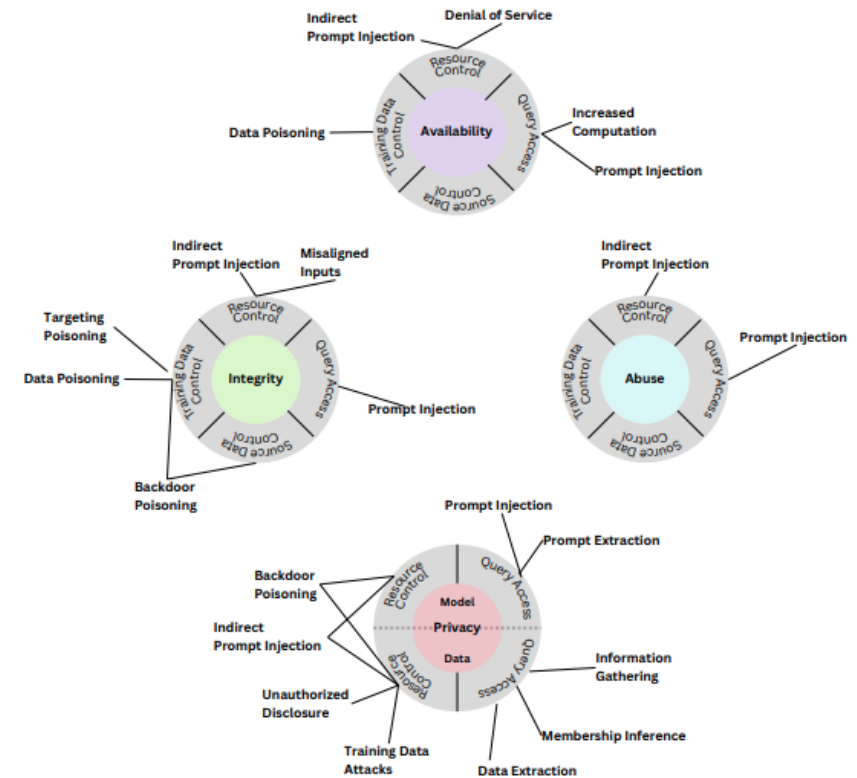 Indirect
Prompt Injection
Denial of Service
Resource
Control
Training Data
Control
Availability
Query Access
Source Data
Control
Data Poisoning
Increased
Computation
Prompt Injection
Indirect
Prompt Injection
Misaligned
Inputs
Targeting
Poisoning
Data Poisoning
Resource
Control
Training Data
Control
Integrity
Query Access
Source Data
Control
Prompt Injection
Backdoor
Poisoning
Indirect
Prompt Injection
Prompt Injection
Resource
Control
Training Data
Control
Abuse
Query Access
Source Data
Control
Prompt Injection
Prompt Extraction
Backdoor
Poisoning
Resource
Control
Query Access
Model
Privacy
Data
Indirect
Prompt Injection
Resource
Control
Query Access
Information
Gathering
Unauthorized
Disclosure
Membership Inference
Training Data
Attacks
Data Extraction